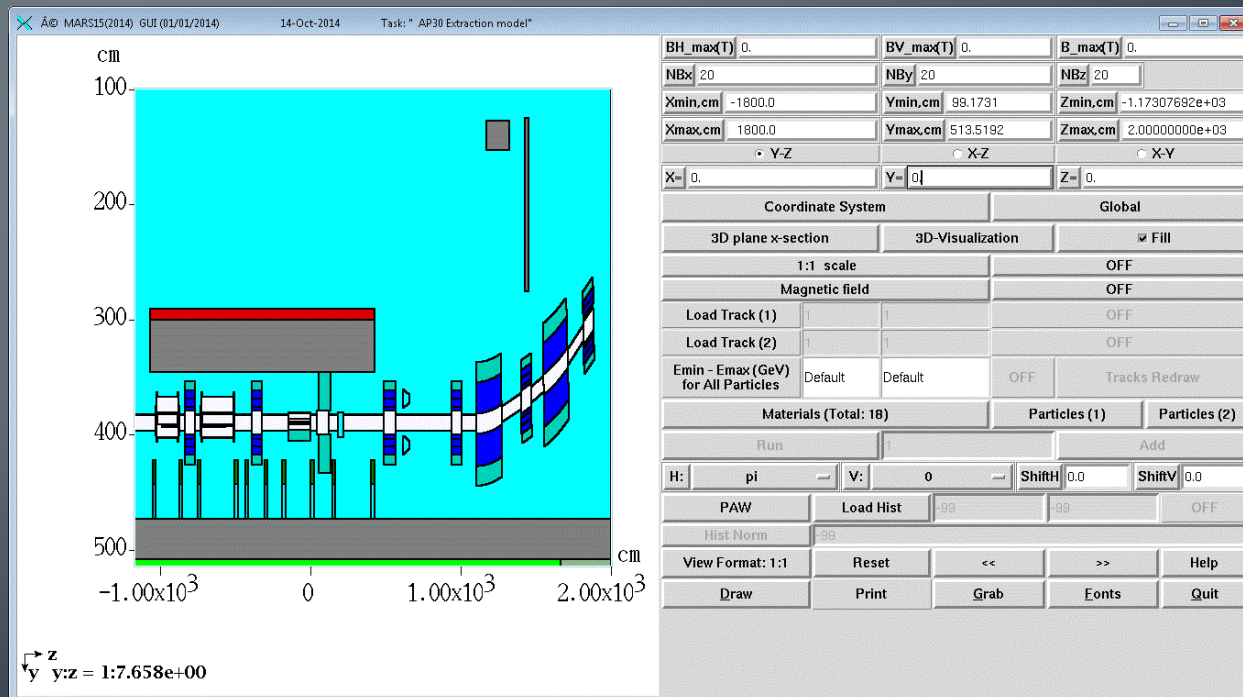 Â© MARS15(2014) GUI (01/01/2014) 14-Oct-2014 Task: " AP30 Extraction model"
cm
100
200
300
400
500
cm
-1.00x10³ 0 1.00x10³ 2.00x10³
z
y y:z = 1:7.658e+00
BH_max(T) 0. BV_max(T) 0. B_max(T) 0.
NBx 20 NBy 20 NBz 20
Xmin,cm -1800.0 Ymin,cm 99.1731 Zmin,cm -1.17307692e+03
Xmax,cm 1800.0 Ymax,cm 513.5192 Zmax,cm 2.00000000e+03
Y-Z X-Z X-Y
X= 0. Y= 0. Z= 0.
Coordinate System Global
3D plane x-section 3D-Visualization Fill
1:1 scale OFF
Magnetic field OFF
Load Track (1) 1 1 OFF
Load Track (2) 1 1 OFF
Emin - Emax (GeV)
for All Particles Default Default OFF Tracks Redraw
Materials (Total: 18) Particles (1) Particles (2)
Run 1 Add
H: pi V: 0 ShiftH 0.0 ShiftV 0.0
PAW Load Hist -99 -99 OFF
Hist Norm -99
View Format: 1:1 Reset << >> Help
Draw Print Grab Fonts Quit